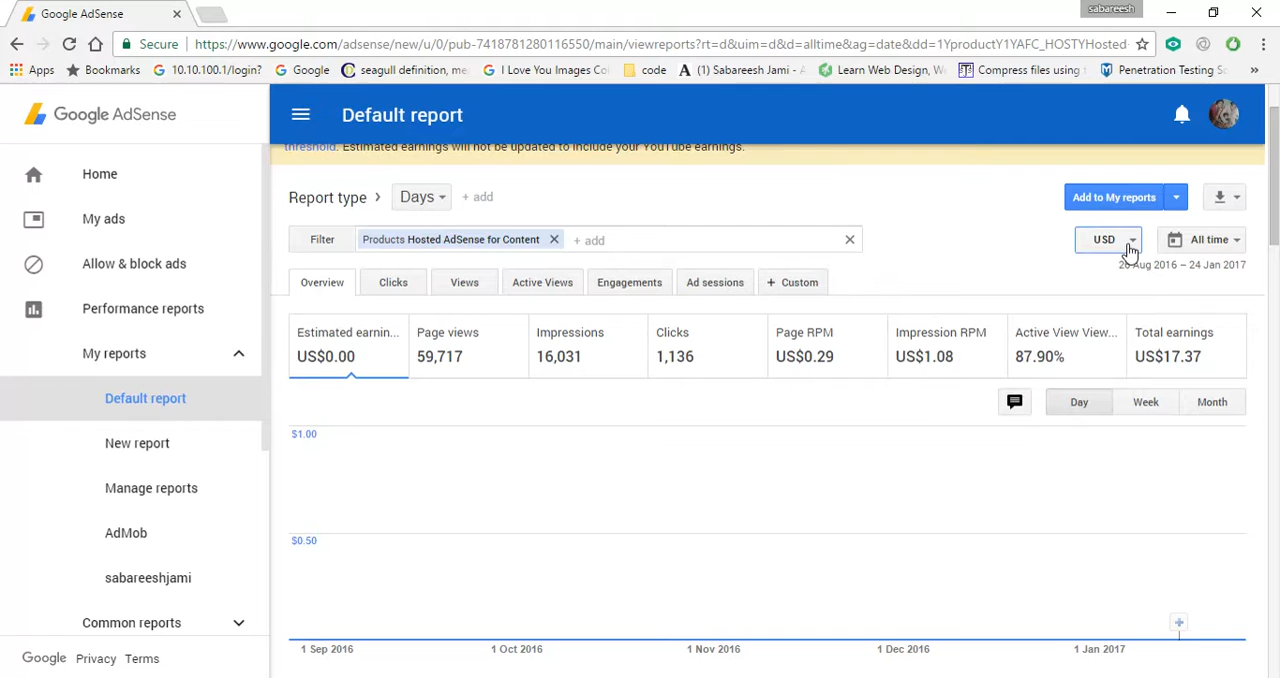 sabareesh
Google AdSense
Secure
https://www.google.com/adsense/new/u/0/pub-7418781280116550/main/viewreports?rt=d&uim=d&d=alltime&ag=date&dd=1YproductY1YAFC_HOSTYHosted
Apps
Bookmarks
10.10.100.1/login?
Google
seagull definition, me
I Love You Images Co
code
(1) Sabareesh Jami - A
Learn Web Design, W
Compress files using
Penetration Testing Sc
»
Google AdSense
Default report
threshold. Estimated earnings will not be updated to include your YouTube earnings.
Home
My ads
Allow & block ads
Performance reports
My reports
Default report
New report
Manage reports
AdMob
sabareeshjami
Common reports
Google Privacy Terms
Report type > Days + add
Add to My reports
Filter
Products Hosted AdSense for Content
+ add
USD
All time
Aug 2016 – 24 Jan 2017
Overview
Clicks
Views
Active Views
Engagements
Ad sessions
+ Custom
Estimated earnin...
US$0.00
Page views
59,717
Impressions
16,031
Clicks
1,136
Page RPM
US$0.29
Impression RPM
US$1.08
Active View View...
87.90%
Total earnings
US$17.37
Day
Week
Month
$1.00
$0.50
1 Sep 2016
1 Oct 2016
1 Nov 2016
1 Dec 2016
1 Jan 2017